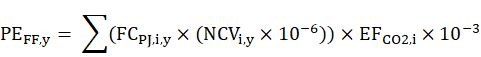 PE_FF,y = ∑(FC_PJ,i,y × (NCV_i,y × 10^-6)) × EF_CO2,i × 10^-3